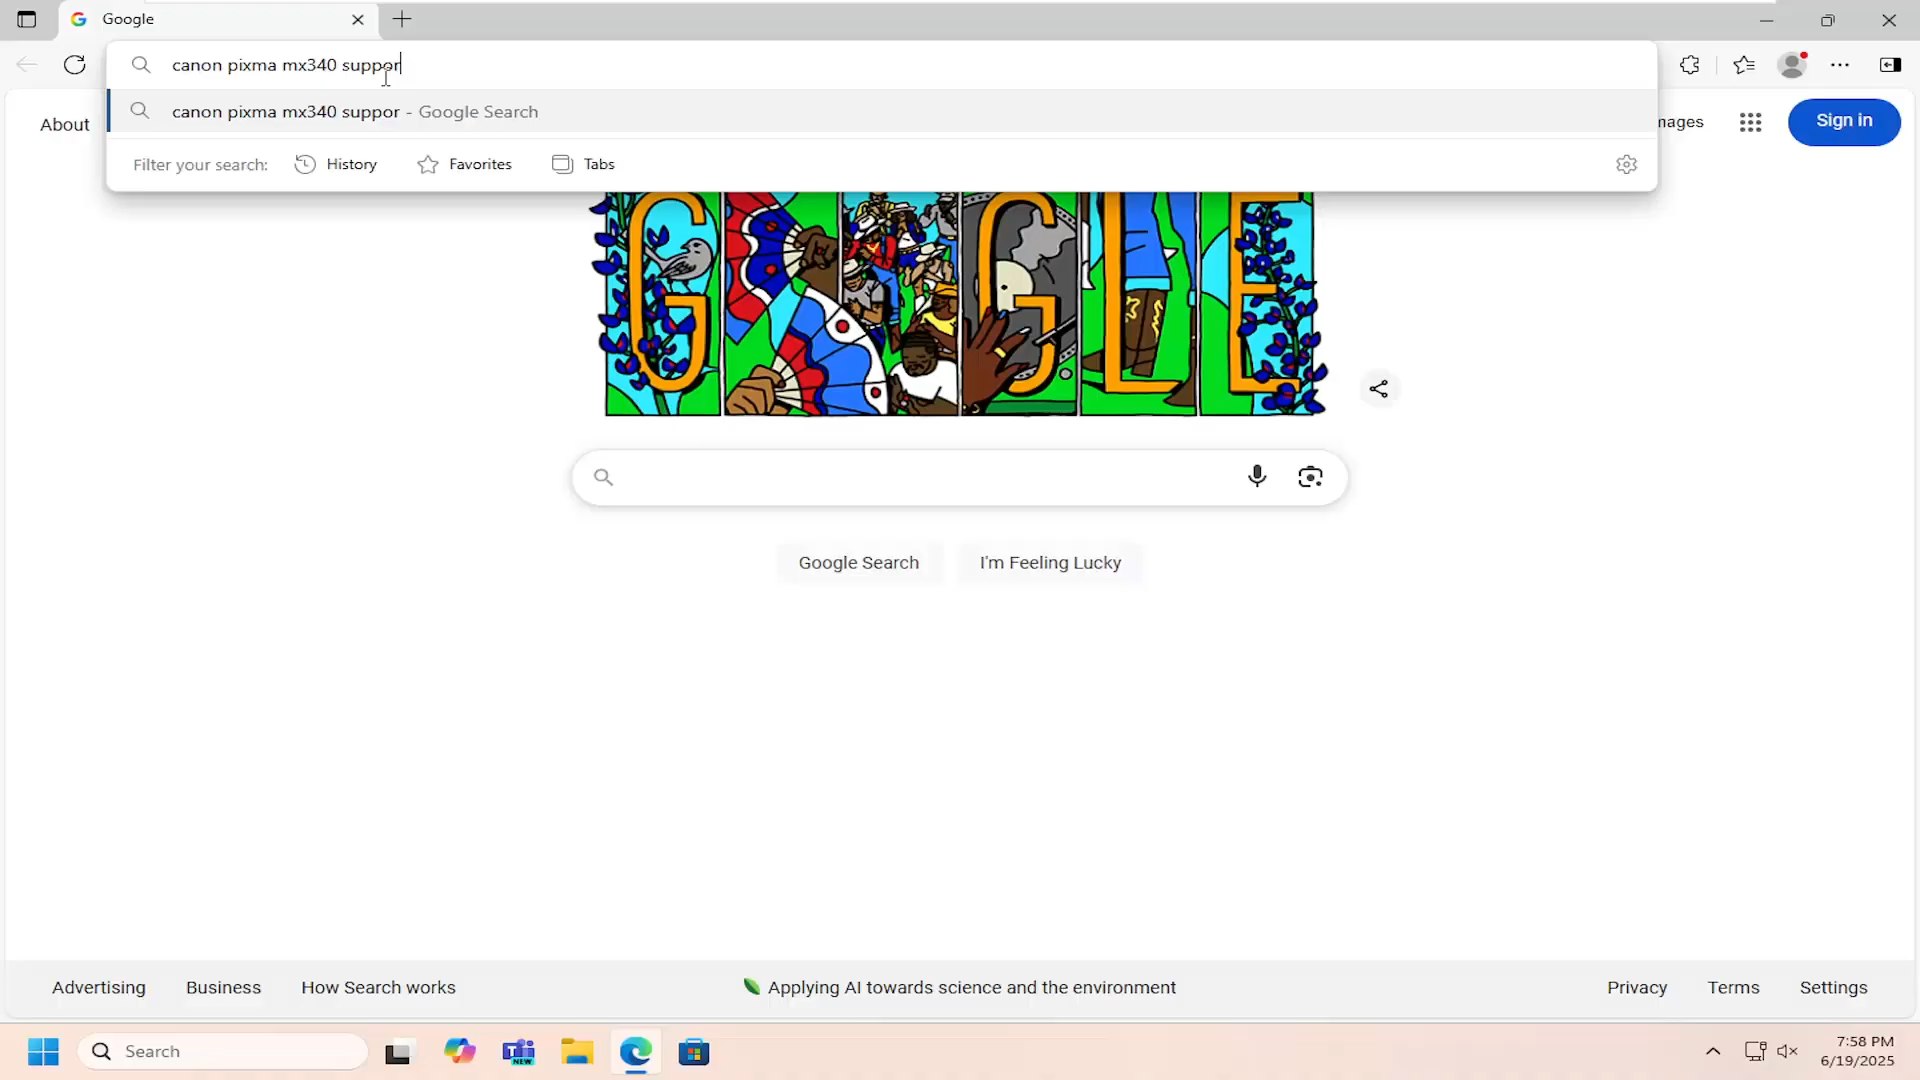 Google
canon pixma mx340 suppor
canon pixma mx340 suppor - Google Search
Filter your search: History Favorites Tabs
About
mages
Sign in
G G L E
Google Search I'm Feeling Lucky
Advertising Business How Search works Applying AI towards science and the environment Privacy Terms Settings
Search
NEW
7:58 PM
6/19/2025